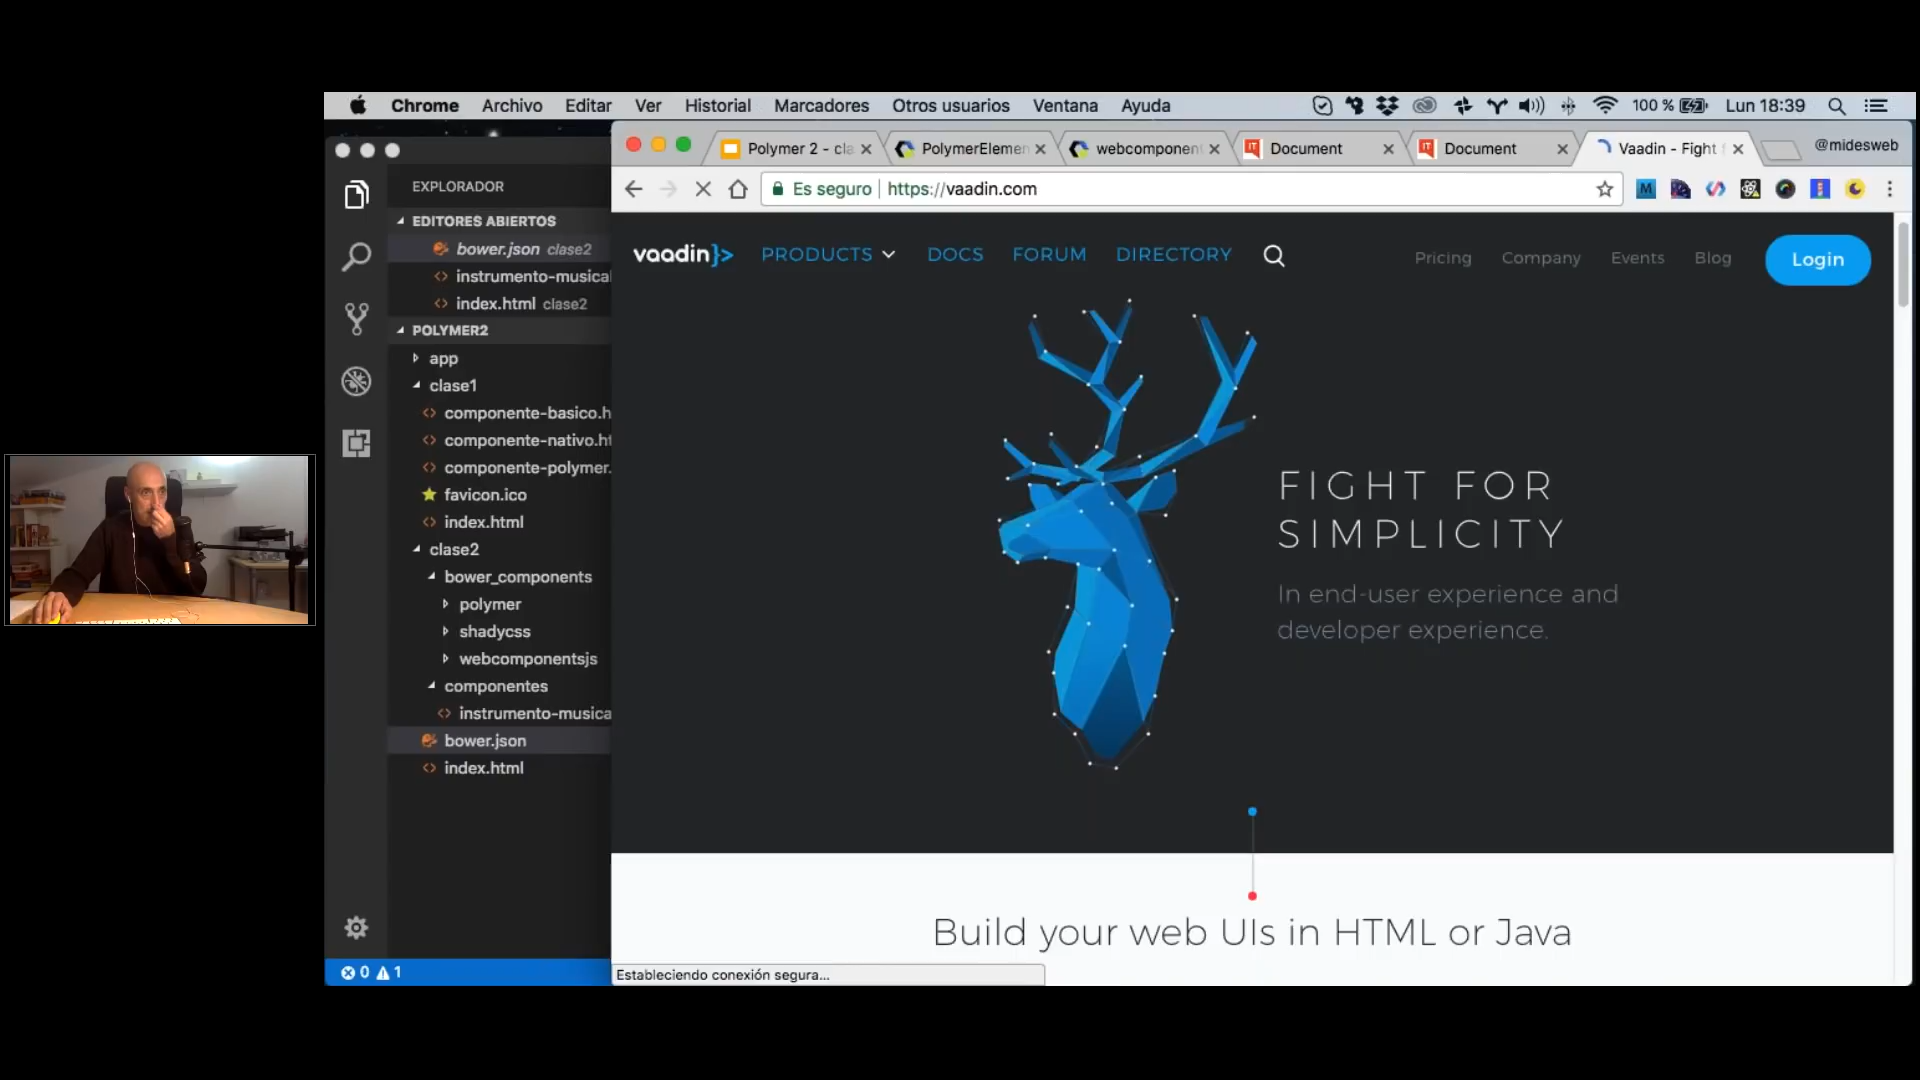 Chrome Archivo Editar Ver Historial Marcadores Otros usuarios Ventana Ayuda 100 % Lun 18:39
Polymer 2 - cla PolymerElemen webcomponent Document Document Vaadin - Fight @midesweb
Es seguro https://vaadin.com
EXPLORADOR
EDITORES ABIERTOS
bower.json clase2
instrumento-musical
index.html clase2
POLYMER2
app
clase1
componente-basico.h
componente-nativo.ht
componente-polymer.
favicon.ico
index.html
clase2
bower_components
polymer
shadycss
webcomponentsjs
componentes
instrumento-musica
bower.json
index.html
0 1
vaadin}> PRODUCTS DOCS FORUM DIRECTORY Pricing Company Events Blog Login
FIGHT FOR
SIMPLICITY
In end-user experience and
developer experience.
Build your web UIs in HTML or Java
Estableciendo conexión segura...